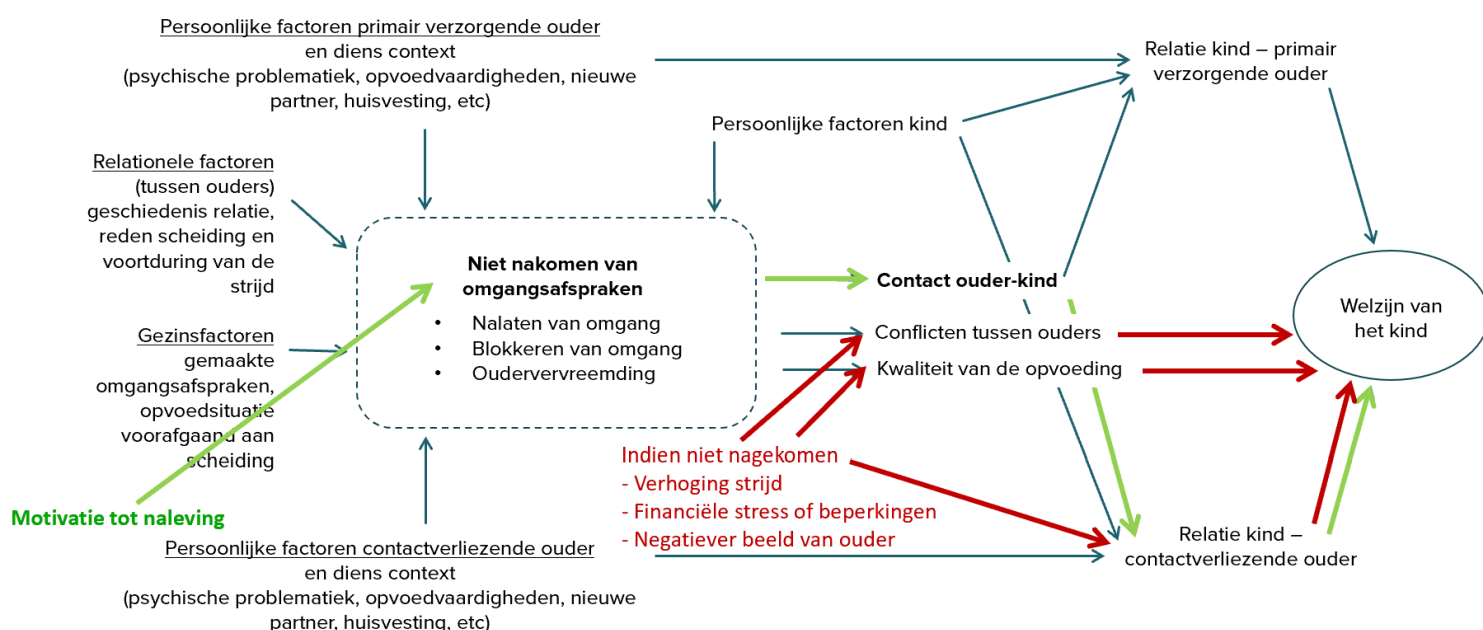 Persoonlijke factoren primair verzorgende ouder
en diens context
(psychische problematiek, opvoedvaardigheden, nieuwe
partner, huisvesting, etc)
Relatie kind – primair
verzorgende ouder
Persoonlijke factoren kind
Relationele factoren
(tussen ouders)
geschiedenis relatie,
reden scheiding en
voortduring van de
strijd
Niet nakomen van
omgangsafspraken
• Nalaten van omgang
• Blokkeren van omgang
• Oudervervreemding
Contact ouder-kind
Conflicten tussen ouders
Kwaliteit van de opvoeding
Welzijn van
het kind
Gezinsfactoren
gemaakte
omgangsafspraken,
opvoedsituatie
voorafgaand aan
scheiding
Indien niet nagekomen
- Verhoging strijd
- Financiële stress of beperkingen
- Negatiever beeld van ouder
Motivatie tot naleving
Relatie kind –
contactverliezende ouder
Persoonlijke factoren contactverliezende ouder
en diens context
(psychische problematiek, opvoedvaardigheden, nieuwe
partner, huisvesting, etc)